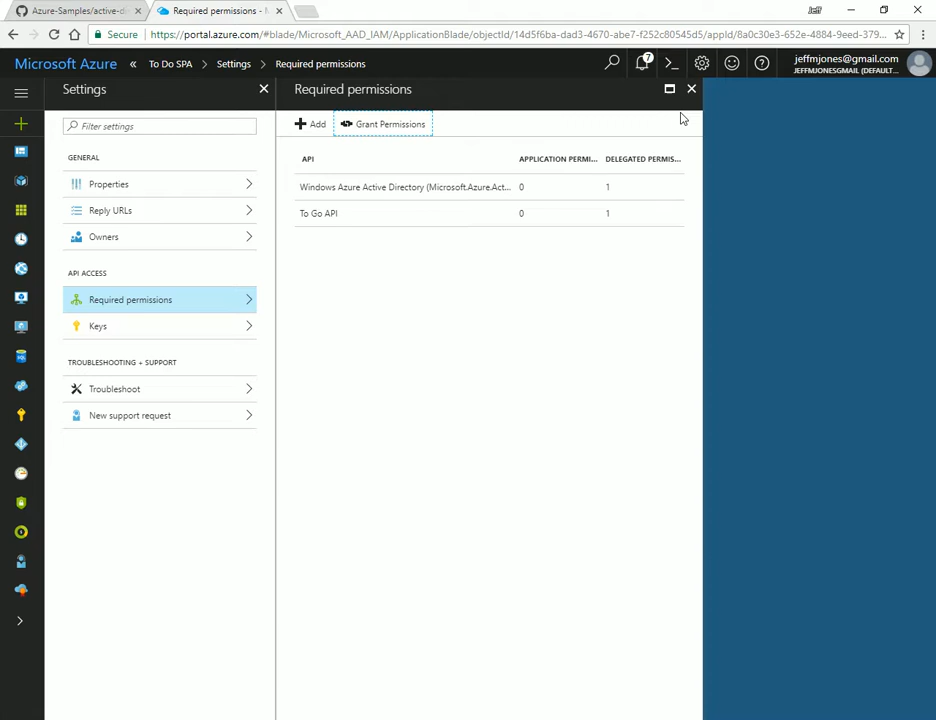 Azure-Samples/active-di
Required permissions - M
Jeff
Secure
https://portal.azure.com/#blade/Microsoft_AAD_IAM/ApplicationBlade/objectId/14d5f6ba-dad3-4670-abe7-f252c80545d5/appId/8a0c30e3-652e-4884-9eed-379...
Microsoft Azure « To Do SPA > Settings > Required permissions
7
jeffmjones@gmail.com
JEFFMJONESGMAIL (DEFAULT...
Settings
Required permissions
Filter settings
Add
Grant Permissions
GENERAL
Properties
Reply URLs
Owners
API ACCESS
Required permissions
Keys
TROUBLESHOOTING + SUPPORT
Troubleshoot
New support request
API APPLICATION PERMI... DELEGATED PERMIS...
Windows Azure Active Directory (Microsoft.Azure.Act... 0 1
To Go API 0 1